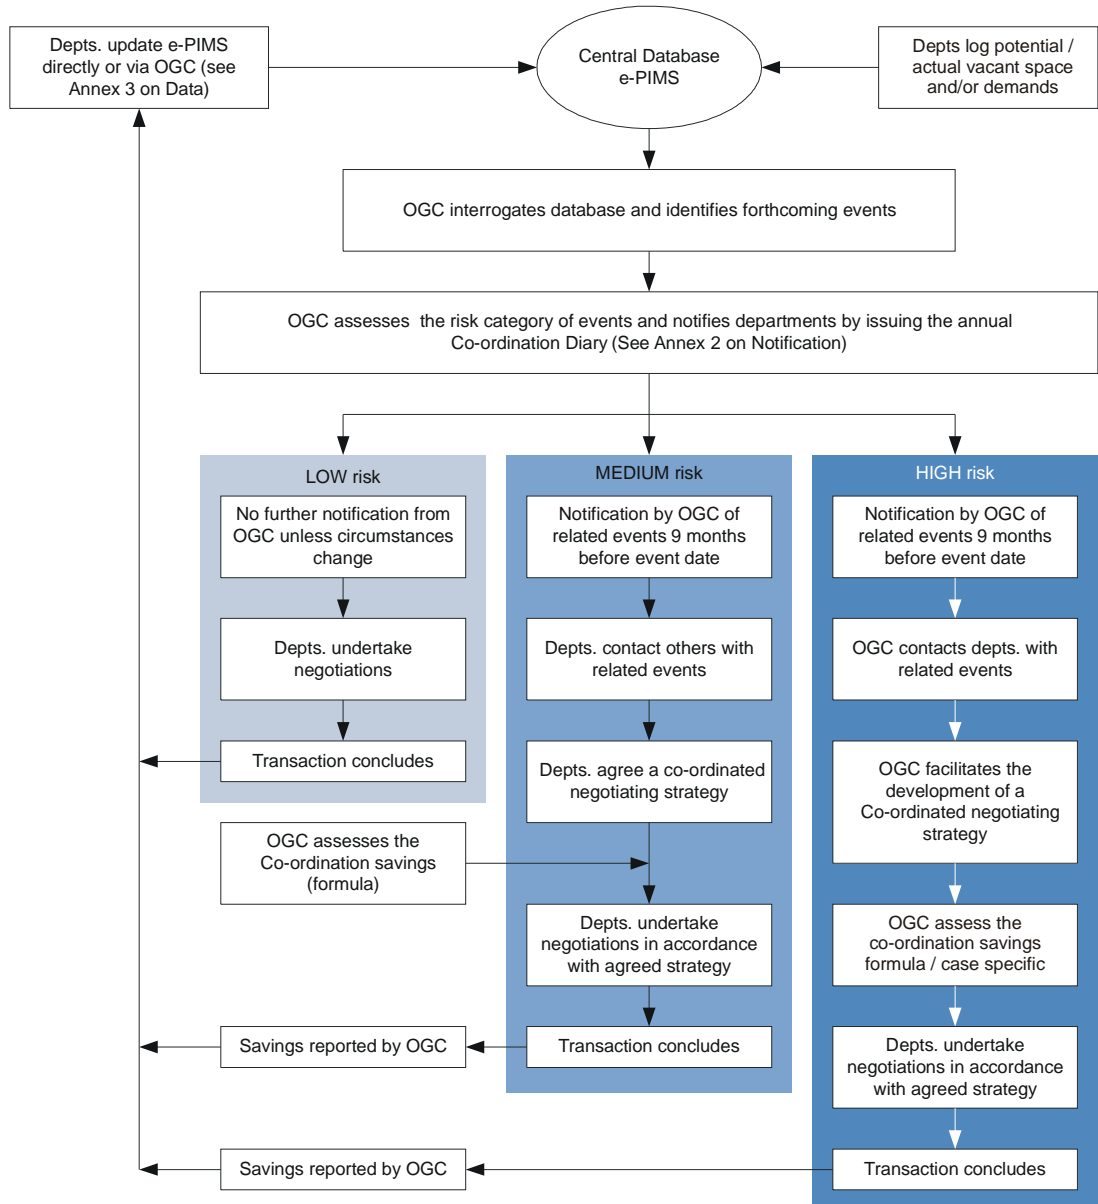 Depts. update e-PIMS
directly or via OGC (see
Annex 3 on Data)
Central Database
e-PIMS
Depts log potential /
actual vacant space
and/or demands
OGC interrogates database and identifies forthcoming events
OGC assesses the risk category of events and notifies departments by issuing the annual
Co-ordination Diary (See Annex 2 on Notification)
LOW risk
No further notification from
OGC unless circumstances
change
Depts. undertake
negotiations
Transaction concludes
MEDIUM risk
Notification by OGC of
related events 9 months
before event date
Depts. contact others with
related events
Depts. agree a co-ordinated
negotiating strategy
OGC assesses the
Co-ordination savings
(formula)
Depts. undertake
negotiations in accordance
with agreed strategy
Transaction concludes
Savings reported by OGC
HIGH risk
Notification by OGC of
related events 9 months
before event date
OGC contacts depts. with
related events
OGC facilitates the
development of a
Co-ordinated negotiating
strategy
OGC assess the
co-ordination savings
formula / case specific
Depts. undertake
negotiations in accordance
with agreed strategy
Transaction concludes
Savings reported by OGC